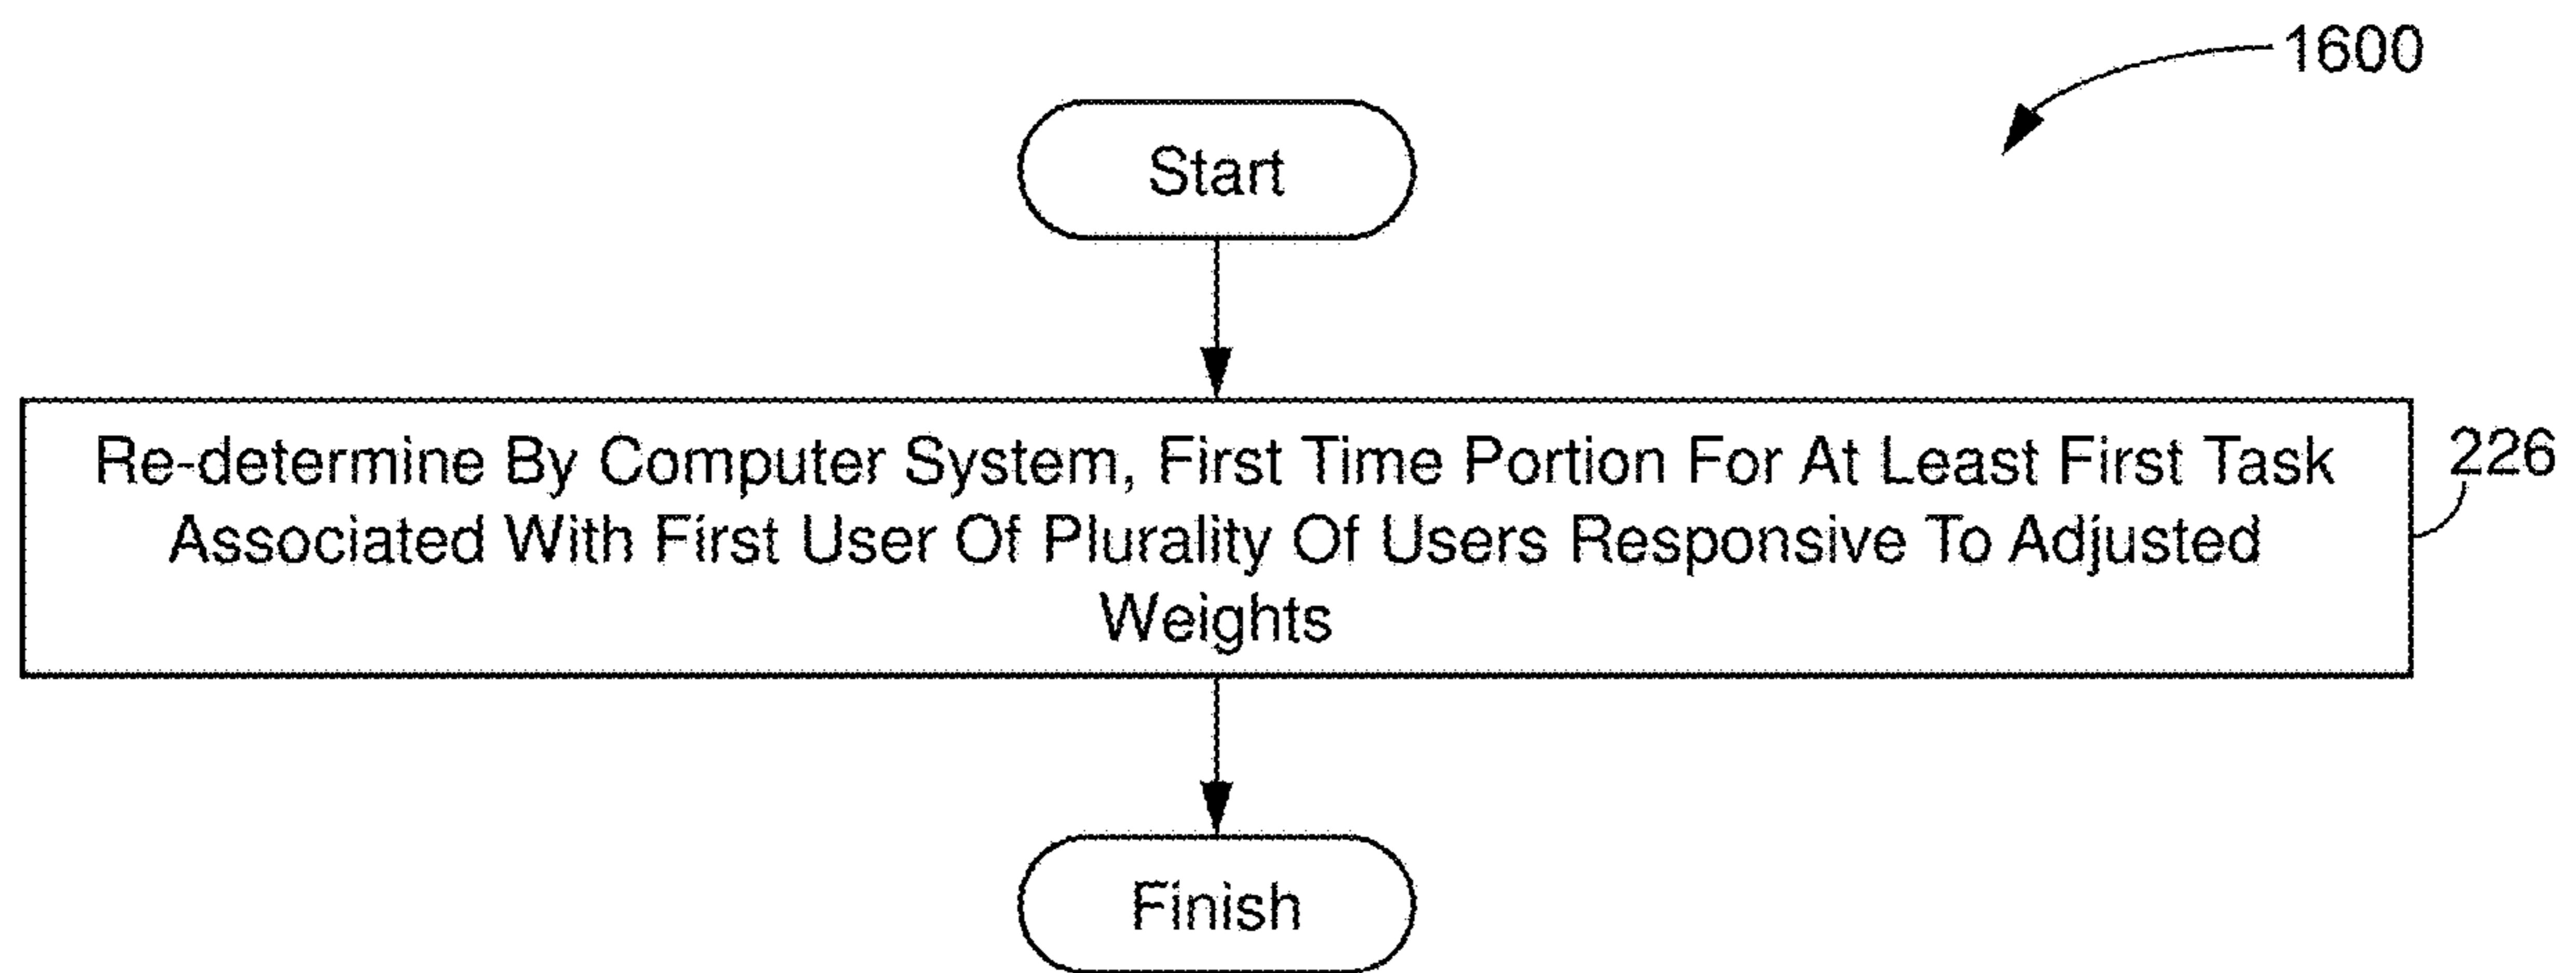 1600
Start
Re-determine By Computer System, First Time Portion For At Least First Task
Associated With First User Of Plurality Of Users Responsive To Adjusted
Weights
226
Finish